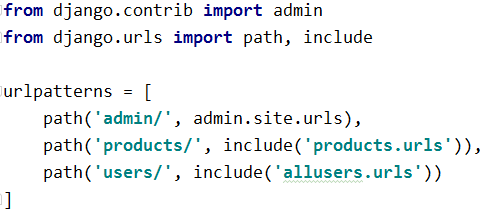 from django.contrib import admin
from django.urls import path, include

urlpatterns = [
    path('admin/', admin.site.urls),
    path('products/', include('products.urls')),
    path('users/', include('allusers.urls'))
]